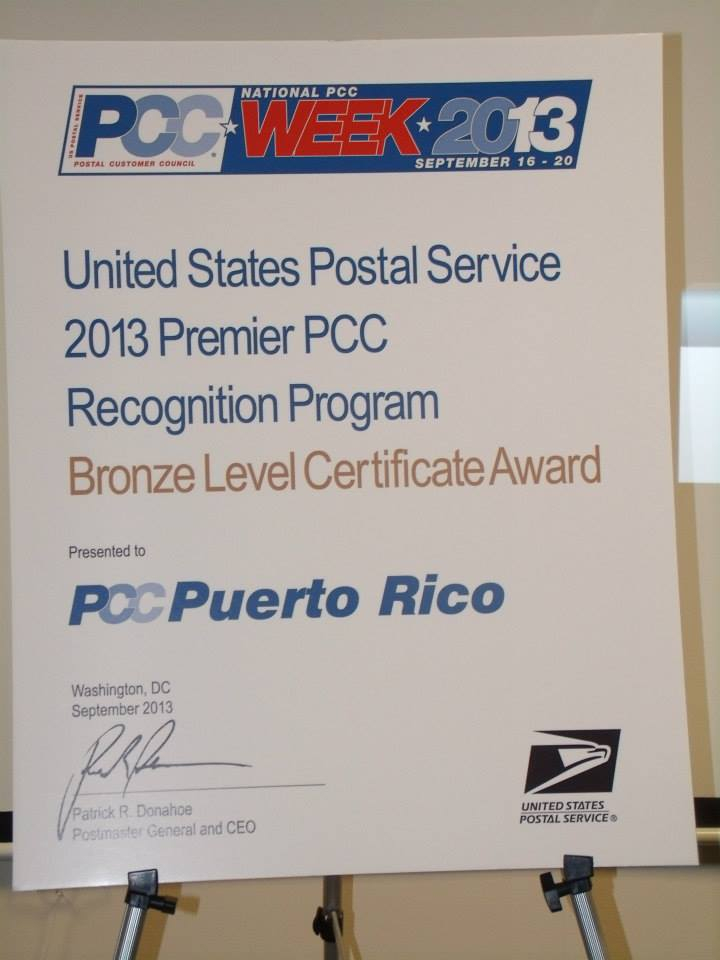 US POSTAL SERVICE
PCC
POSTAL CUSTOMER COUNCIL
NATIONAL PCC
WEEK 2013
SEPTEMBER 16 - 20
United States Postal Service
2013 Premier PCC
Recognition Program
Bronze Level Certificate Award
Presented to
PCC Puerto Rico
Washington, DC
September 2013
Patrick R. Donahoe
Postmaster General and CEO
UNITED STATES
POSTAL SERVICE®